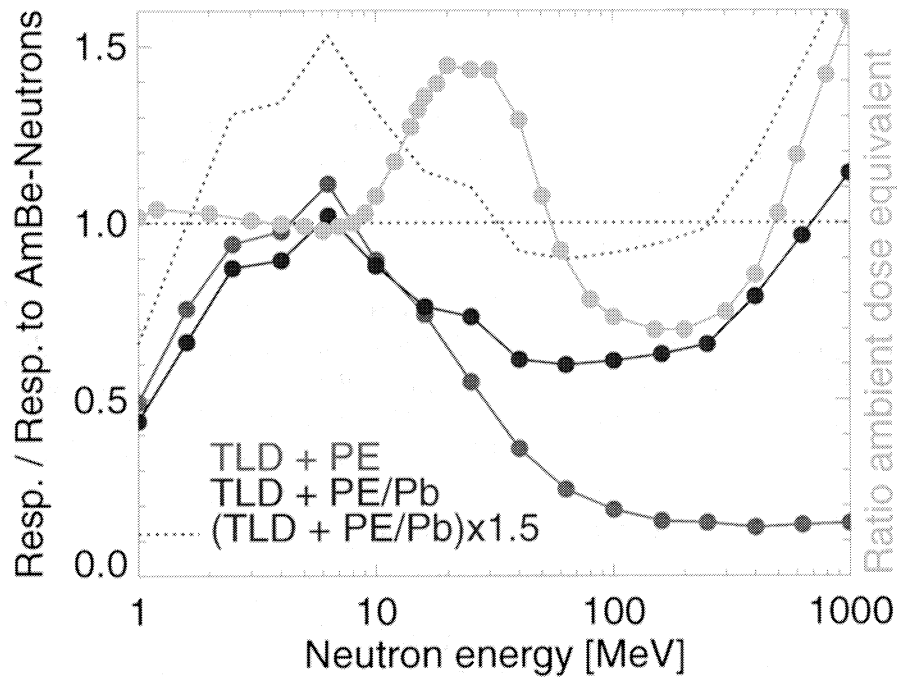 Resp. / Resp. to AmBe-Neutrons
1.5
1.0
0.5
0.0
TLD + PE
TLD + PE/Pb
(TLD + PE/Pb)x1.5
1
10
100
1000
Neutron energy [MeV]
Ratio ambient dose equivalent